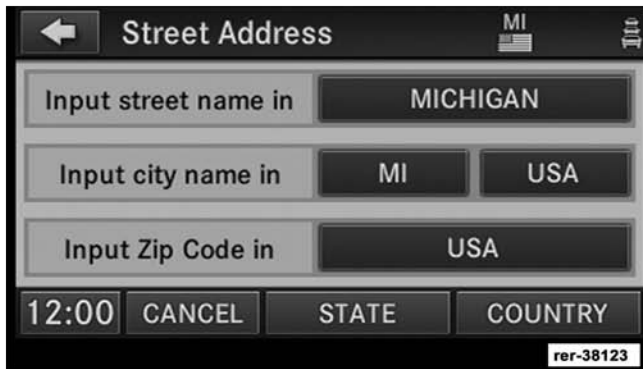 Street Address MI
Input street name in MICHIGAN
Input city name in MI USA
Input Zip Code in USA
12:00 CANCEL STATE COUNTRY
rer-38123